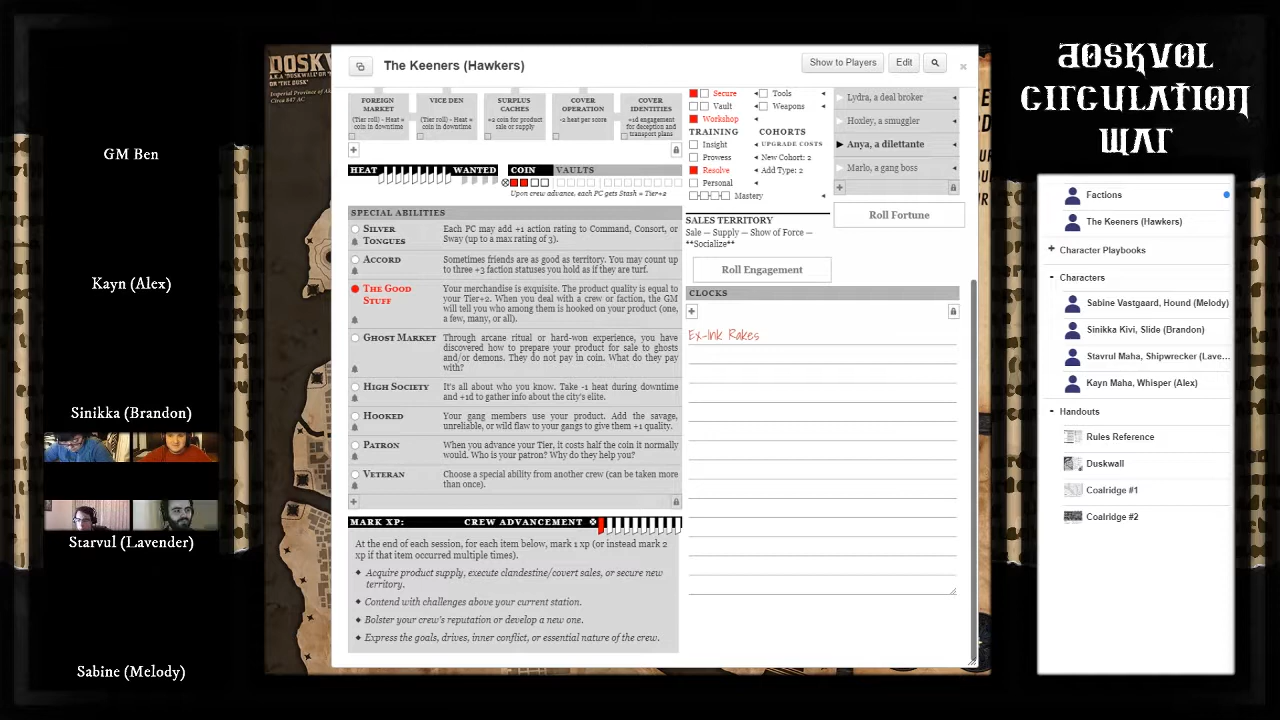 DOSKVOL CIRCULATION WAR
GM Ben
Kayn (Alex)
Sinikka (Brandon)
Starvul (Lavender)
Sabine (Melody)
DOSKV
Imperial Province of Ak
Circa 847 AC
The Keeners (Hawkers)
Show to Players
Edit
FOREIGN MARKET
(Tier roll) - Heat = coin in downtime
VICE DEN
(Tier roll) - Heat = coin in downtime
SURPLUS CACHES
+2 coin for product sale or supply
COVER OPERATION
-2 heat per score
COVER IDENTITIES
+1d engagement for deception and transport plans
HEAT
WANTED
COIN
VAULTS
Upon crew advance, each PC gets Stash = Tier+2
SPECIAL ABILITIES
SILVER TONGUES
Each PC may add +1 action rating to Command, Consort, or Sway (up to a max rating of 3).
ACCORD
Sometimes friends are as good as territory. You may count up to three +3 faction statuses you hold as if they are turf.
THE GOOD STUFF
Your merchandise is exquisite. The product quality is equal to your Tier+2. When you deal with a crew or faction, the GM will tell you who among them is hooked on your product (one, a few, many, or all).
GHOST MARKET
Through arcane ritual or hard-won experience, you have discovered how to prepare your product for sale to ghosts and/or demons. They do not pay in coin. What do they pay with?
HIGH SOCIETY
It's all about who you know. Take -1 heat during downtime and +1d to gather info about the city's elite.
HOOKED
Your gang members use your product. Add the savage, unreliable, or wild flaw to your gangs to give them +1 quality.
PATRON
When you advance your Tier, it costs half the coin it normally would. Who is your patron? Why do they help you?
VETERAN
Choose a special ability from another crew (can be taken more than once).
MARK XP:
CREW ADVANCEMENT
At the end of each session, for each item below, mark 1 xp (or instead mark 2 xp if that item occurred multiple times).
Acquire product supply, execute clandestine/covert sales, or secure new territory.
Contend with challenges above your current station.
Bolster your crew's reputation or develop a new one.
Express the goals, drives, inner conflict, or essential nature of the crew.
Secure
Tools
Vault
Weapons
Workshop
TRAINING
COHORTS
Insight
UPGRADE COSTS
Prowess
New Cohort: 2
Resolve
Add Type: 2
Personal
Mastery
SALES TERRITORY
Sale — Supply — Show of Force —
**Socialize**
Roll Engagement
CLOCKS
Ex-Ink Rakes
Lydra, a deal broker
Hoxley, a smuggler
Anya, a dilettante
Marlo, a gang boss
Roll Fortune
Factions
The Keeners (Hawkers)
Character Playbooks
Characters
Sabine Vastgaard, Hound (Melody)
Sinikka Kivi, Slide (Brandon)
Stavrul Maha, Shipwrecker (Lave...
Kayn Maha, Whisper (Alex)
Handouts
Rules Reference
Duskwall
Coalridge #1
Coalridge #2